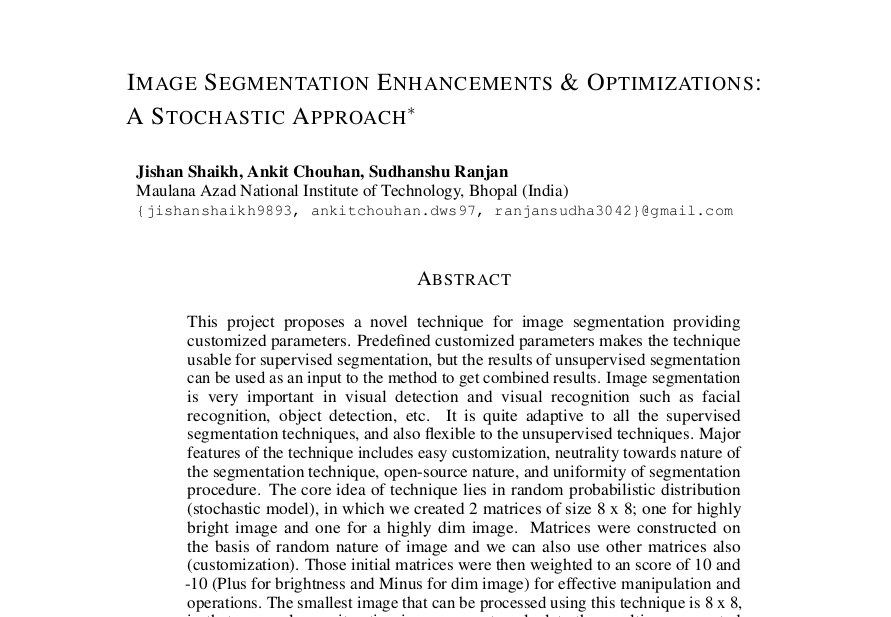 IMAGE SEGMENTATION ENHANCEMENTS & OPTIMIZATIONS:
A STOCHASTIC APPROACH*
Jishan Shaikh, Ankit Chouhan, Sudhanshu Ranjan
Maulana Azad National Institute of Technology, Bhopal (India)
{jishanshaikh9893, ankitchouhan.dws97, ranjansudha3042}@gmail.com
ABSTRACT
This project proposes a novel technique for image segmentation providing
customized parameters. Predefined customized parameters makes the technique
usable for supervised segmentation, but the results of unsupervised segmentation
can be used as an input to the method to get combined results. Image segmentation
is very important in visual detection and visual recognition such as facial
recognition, object detection, etc. It is quite adaptive to all the supervised
segmentation techniques, and also flexible to the unsupervised techniques. Major
features of the technique includes easy customization, neutrality towards nature of
the segmentation technique, open-source nature, and uniformity of segmentation
procedure. The core idea of technique lies in random probabilistic distribution
(stochastic model), in which we created 2 matrices of size 8 x 8; one for highly
bright image and one for a highly dim image. Matrices were constructed on
the basis of random nature of image and we can also use other matrices also
(customization). Those initial matrices were then weighted to an score of 10 and
-10 (Plus for brightness and Minus for dim image) for effective manipulation and
operations. The smallest image that can be processed using this technique is 8 x 8,